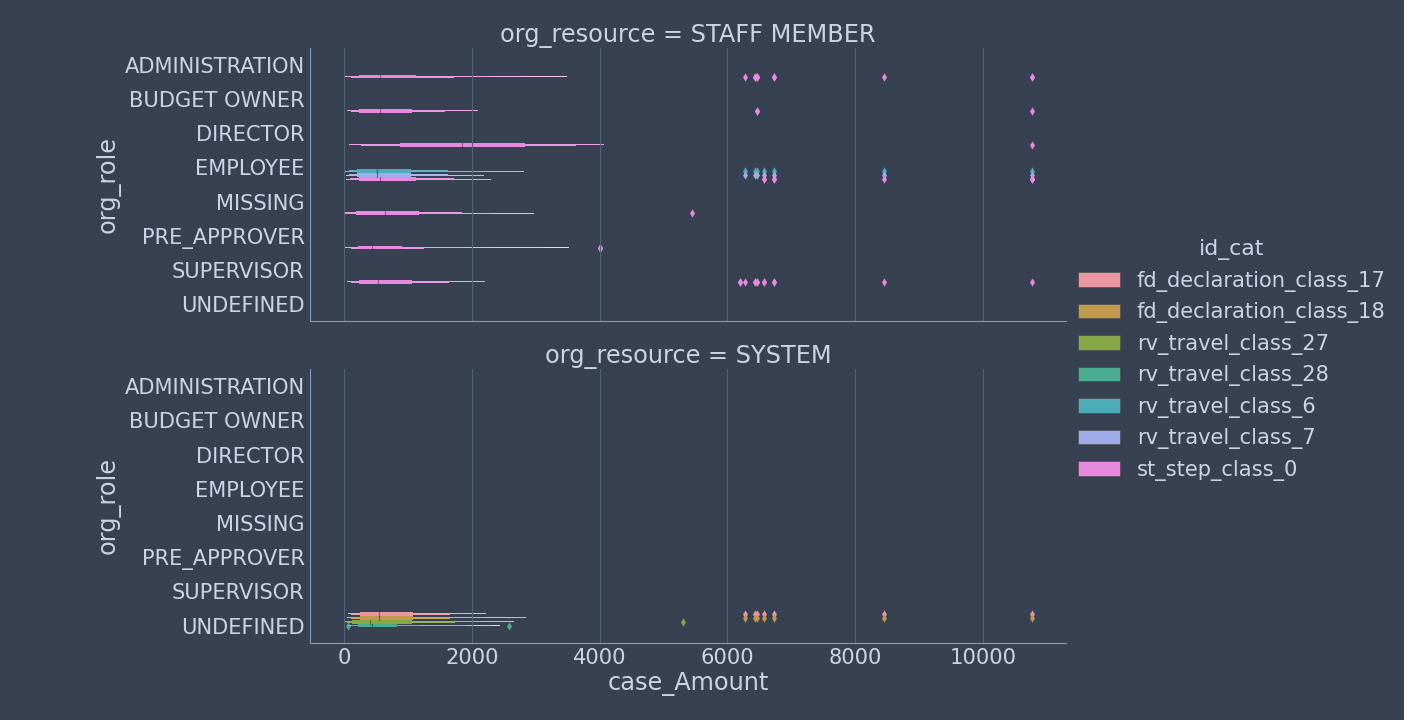 org_resource = STAFF MEMBER
ADMINISTRATION
BUDGET OWNER
DIRECTOR
EMPLOYEE
MISSING
PRE_APPROVER
SUPERVISOR
UNDEFINED
org_role
org_resource = SYSTEM
ADMINISTRATION
BUDGET OWNER
DIRECTOR
EMPLOYEE
MISSING
PRE_APPROVER
SUPERVISOR
UNDEFINED
org_role
0 2000 4000 6000 8000 10000
case_Amount
id_cat
fd_declaration_class_17
fd_declaration_class_18
rv_travel_class_27
rv_travel_class_28
rv_travel_class_6
rv_travel_class_7
st_step_class_0